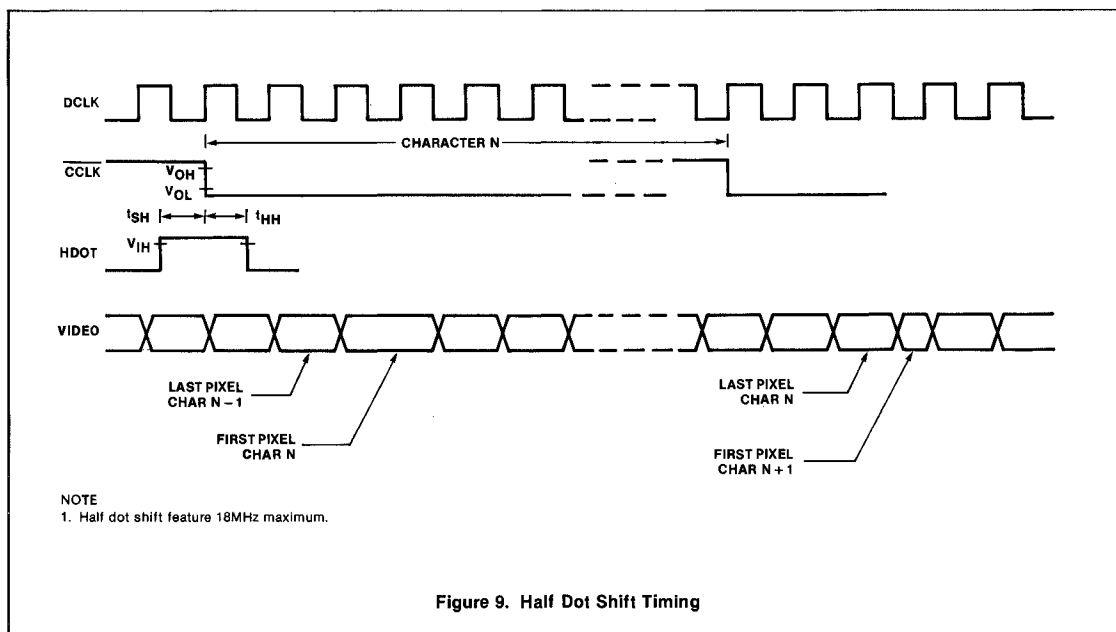 DCLK
CHARACTER N
CCLK
VOH
VOL
tSH
tHH
VIH
HDOT
VIDEO
LAST PIXEL
CHAR N – 1
FIRST PIXEL
CHAR N
LAST PIXEL
CHAR N
FIRST PIXEL
CHAR N + 1
NOTE
1. Half dot shift feature 18MHz maximum.
Figure 9. Half Dot Shift Timing